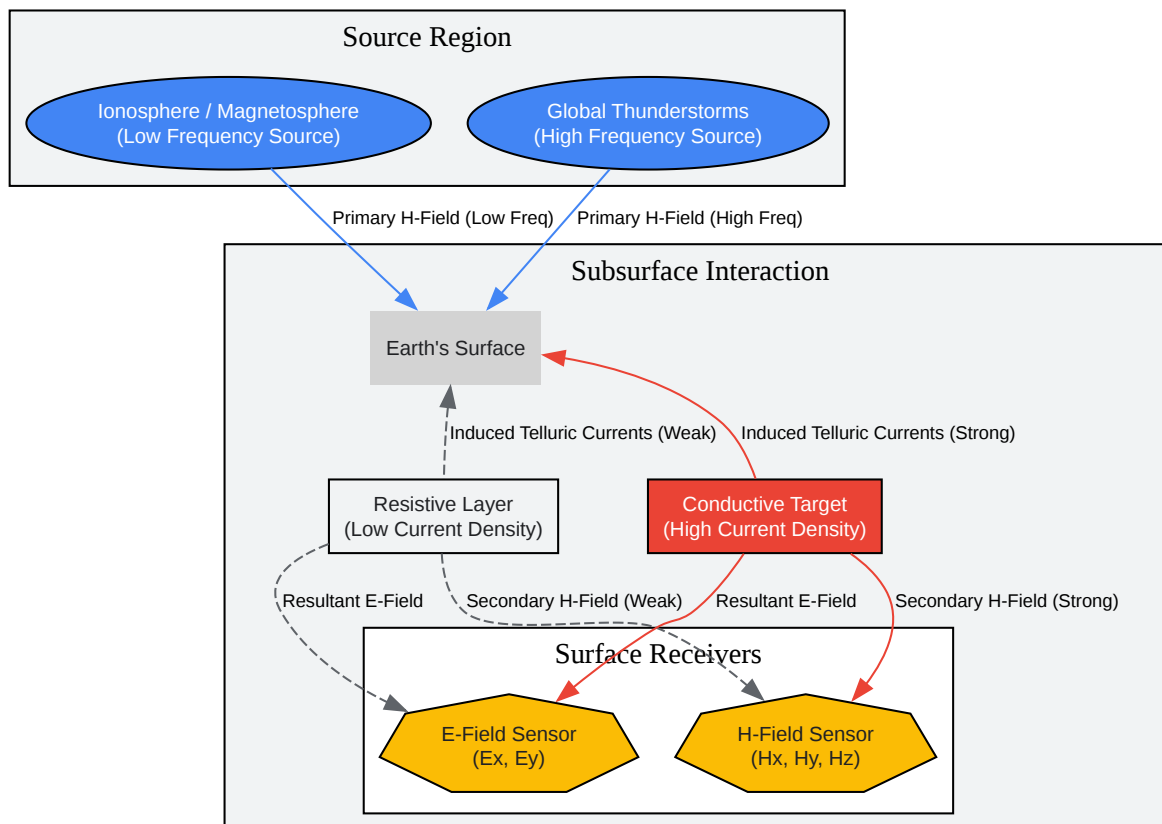 Source Region
Ionosphere / Magnetosphere
(Low Frequency Source)
Global Thunderstorms
(High Frequency Source)
Primary H-Field (Low Freq)
Primary H-Field (High Freq)
Subsurface Interaction
Earth's Surface
Induced Telluric Currents (Weak)
Induced Telluric Currents (Strong)
Resistive Layer
(Low Current Density)
Conductive Target
(High Current Density)
Resultant E-Field
Secondary H-Field (Weak)
Resultant E-Field
Secondary H-Field (Strong)
Surface Receivers
E-Field Sensor
(Ex, Ey)
H-Field Sensor
(Hx, Hy, Hz)